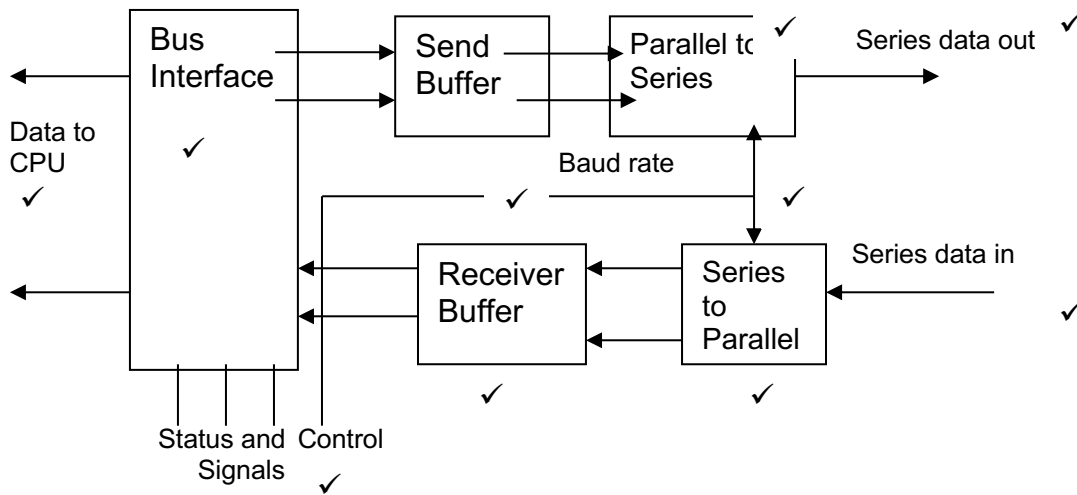 Bus
Interface
Send
Buffer
Parallel to
Series
Series data out
Data to
CPU
Baud rate
Receiver
Buffer
Series
to
Parallel
Series data in
Status and
Signals
Control